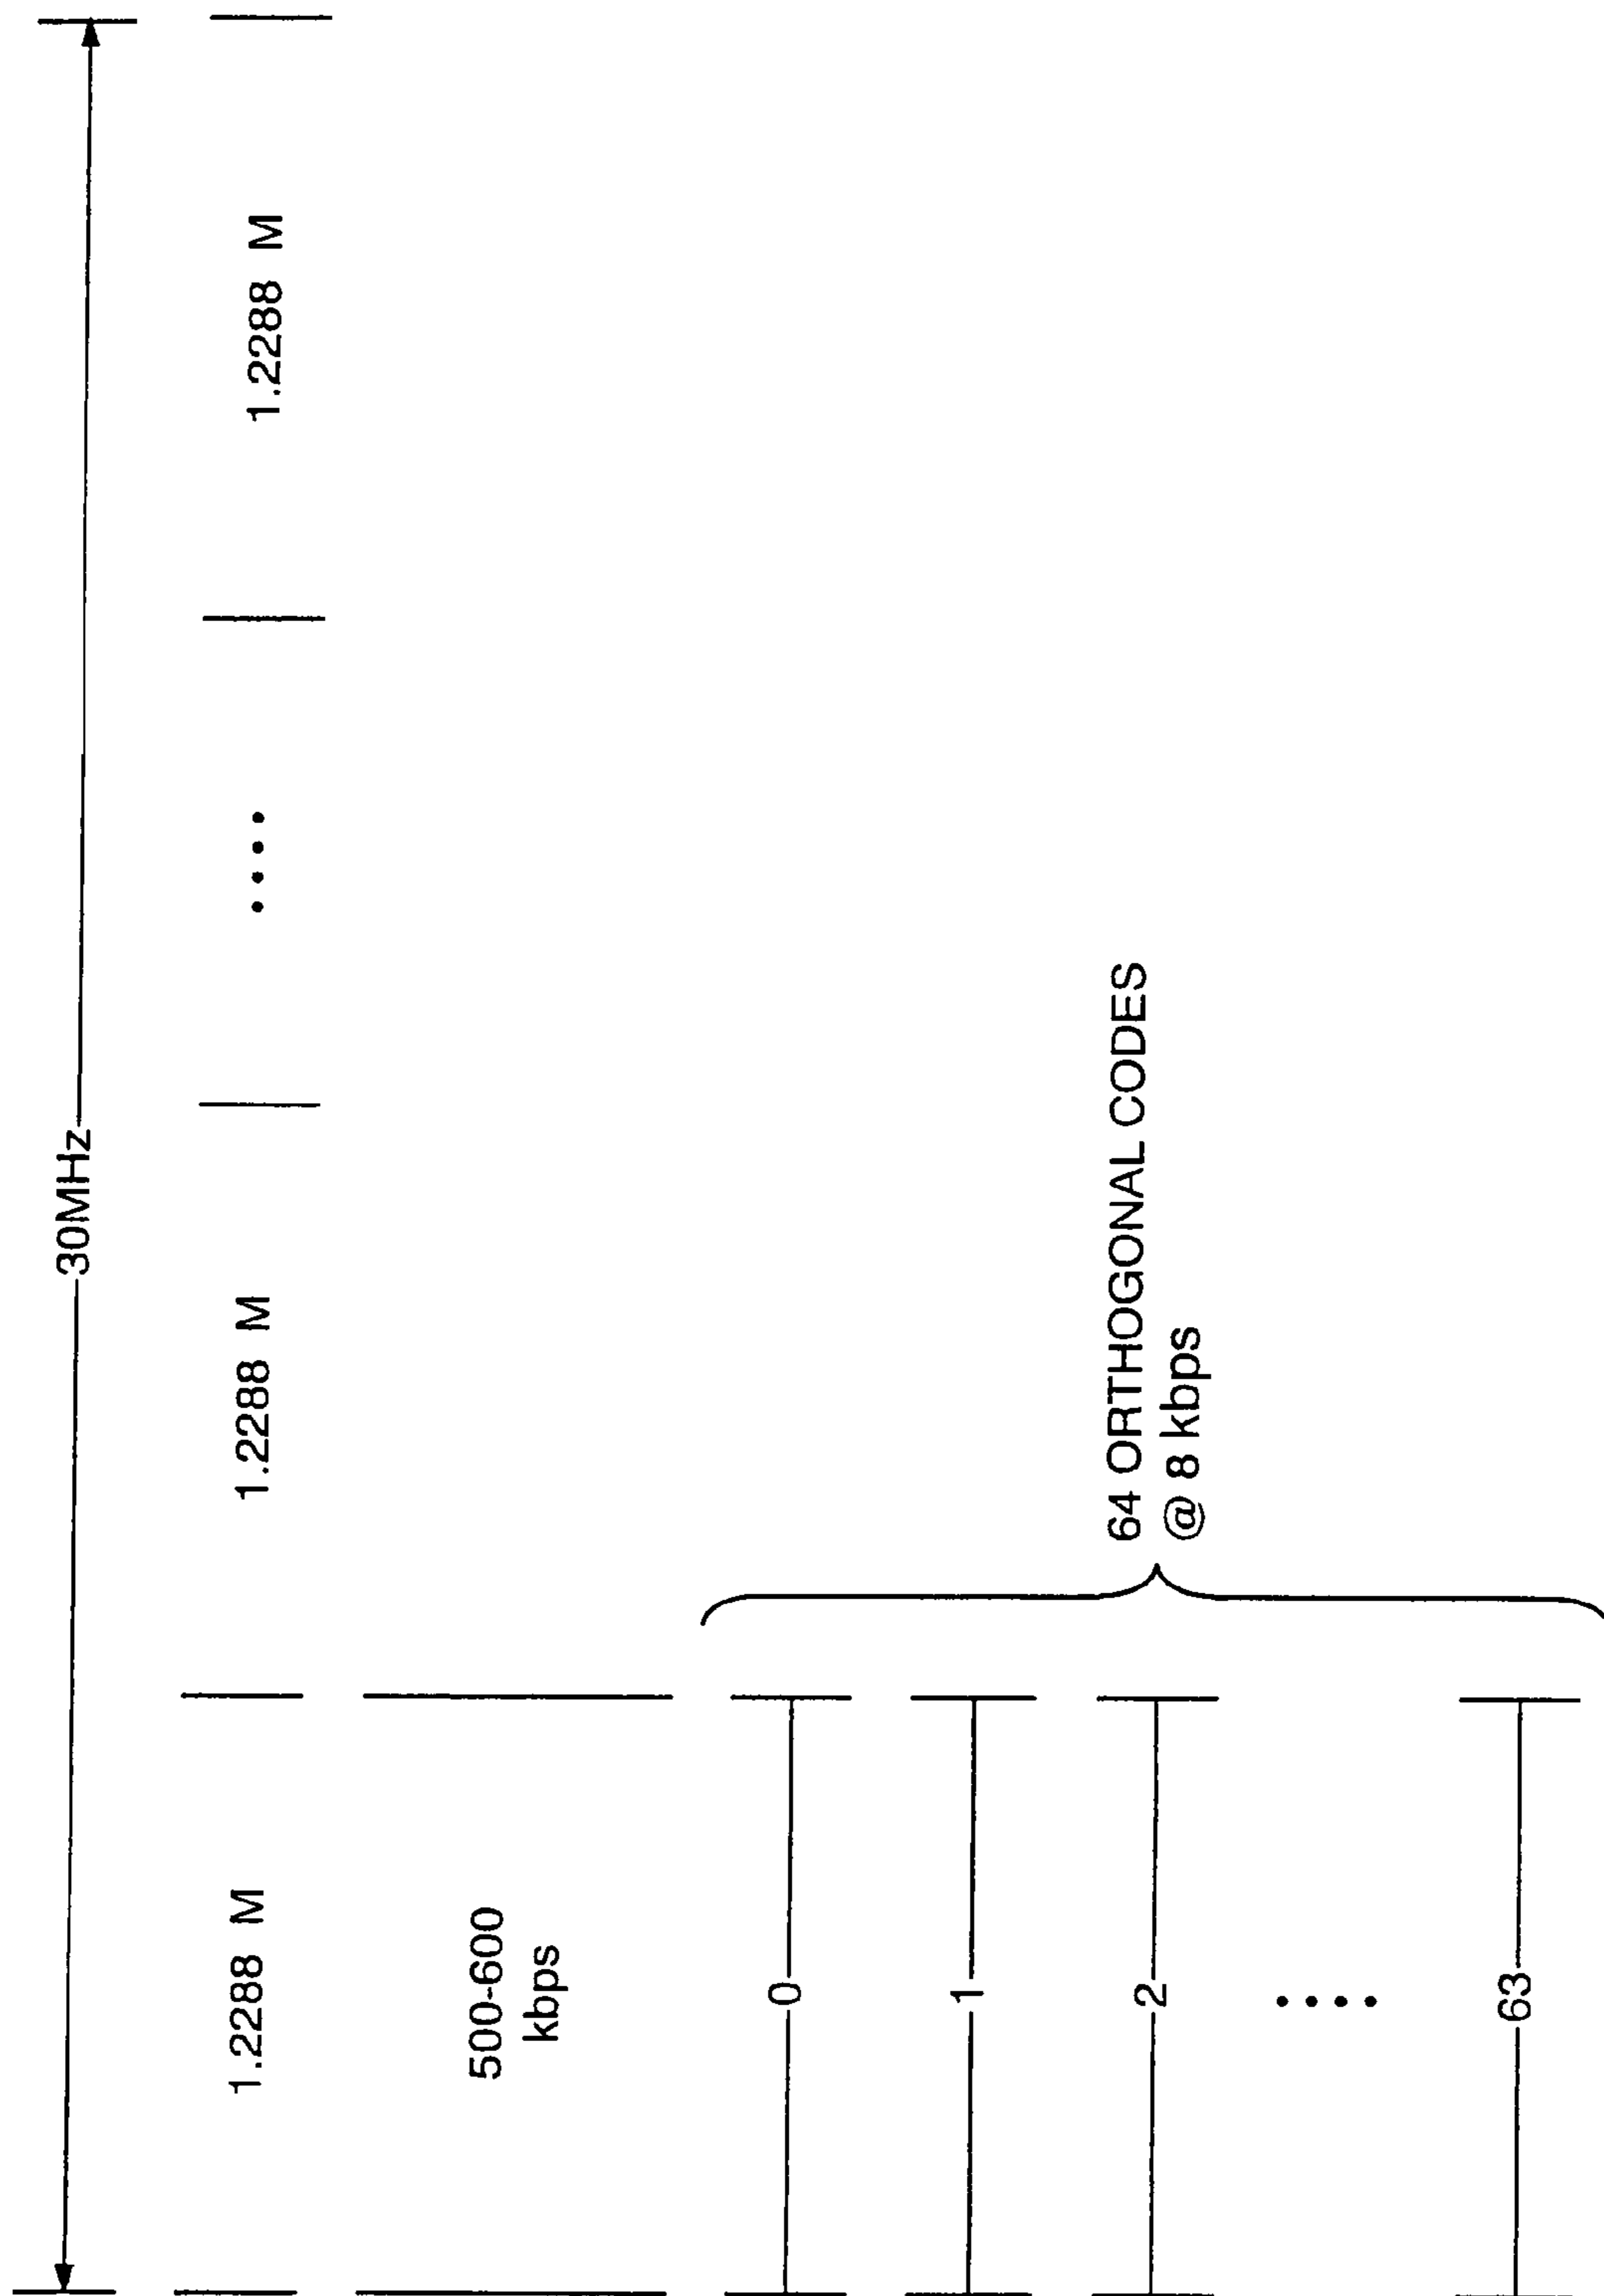 30MHz
1.2288 M
1.2288 M
....
1.2288 M
500-600
kbps
0
1
2
....
63
64 ORTHOGONAL CODES
@ 8 kbps